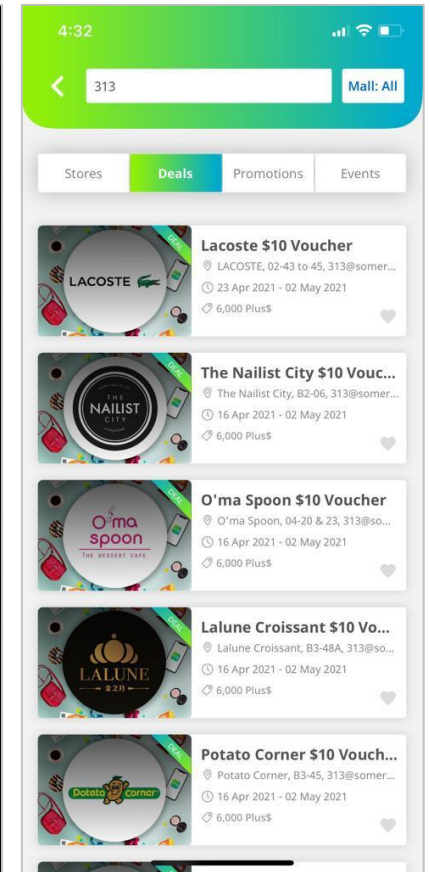 4:32
313
Mall: All
Stores
Deals
Promotions
Events
DEAL
LACOSTE
Lacoste $10 Voucher
LACOSTE, 02-43 to 45, 313@somer...
23 Apr 2021 - 02 May 2021
6,000 Plus$
DEAL
THE
NAILIST
CITY
The Nailist City $10 Vouc...
The Nailist City, B2-06, 313@somer...
16 Apr 2021 - 02 May 2021
6,000 Plus$
DEAL
O'ma
spoon
THE DESSERT CAFE
O'ma Spoon $10 Voucher
O'ma Spoon, 04-20 & 23, 313@so...
16 Apr 2021 - 02 May 2021
6,000 Plus$
DEAL
LALUNE
金之月
Lalune Croissant $10 Vo...
Lalune Croissant, B3-48A, 313@so...
16 Apr 2021 - 02 May 2021
6,000 Plus$
DEAL
Potato Corner
Potato Corner $10 Vouch...
Potato Corner, B3-45, 313@somer...
16 Apr 2021 - 02 May 2021
6,000 Plus$